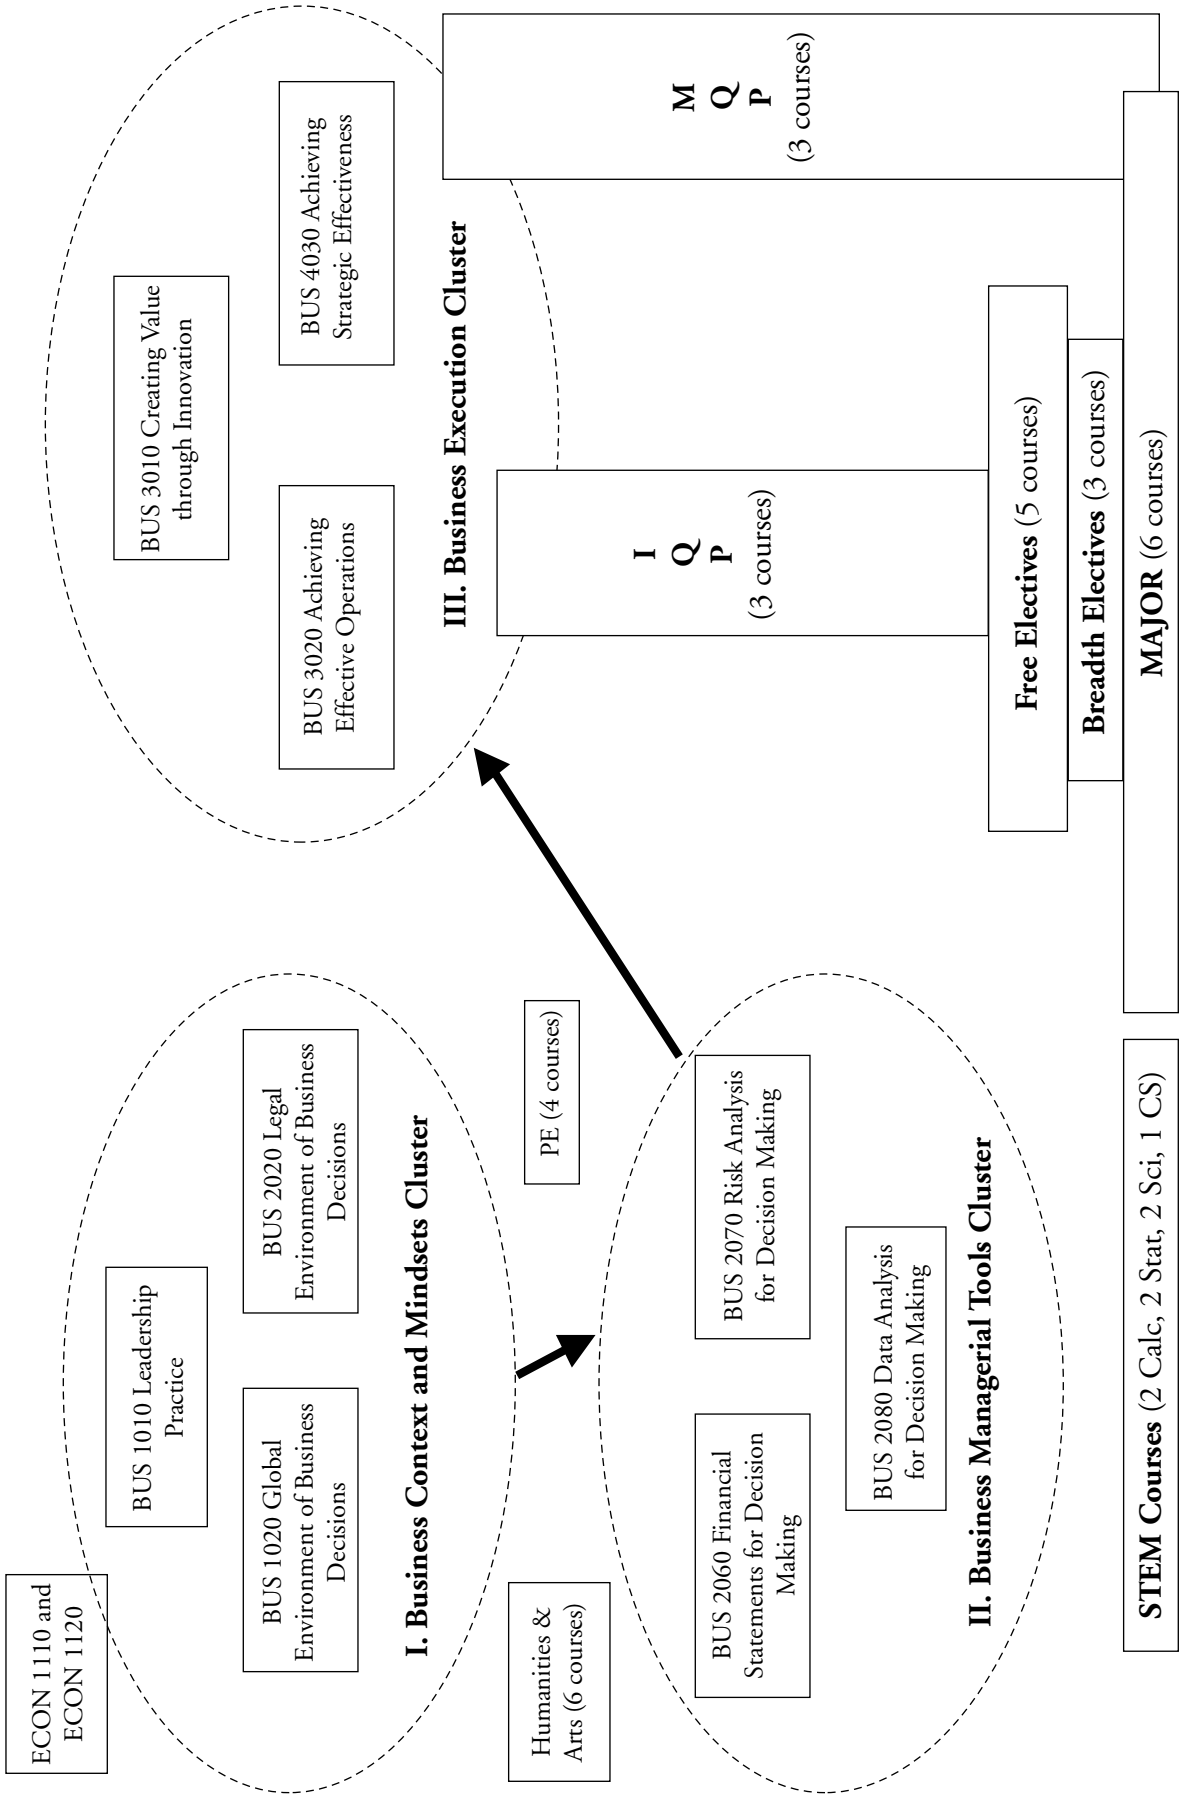 ECON 1110 and
ECON 1120
BUS 1010 Leadership
Practice
BUS 1020 Global
Environment of Business
Decisions
BUS 2020 Legal
Environment of Business
Decisions
I. Business Context and Mindsets Cluster
Humanities &
Arts (6 courses)
PE (4 courses)
BUS 2060 Financial
Statements for Decision
Making
BUS 2070 Risk Analysis
for Decision Making
BUS 2080 Data Analysis
for Decision Making
II. Business Managerial Tools Cluster
STEM Courses (2 Calc, 2 Stat, 2 Sci, 1 CS)
BUS 3010 Creating Value
through Innovation
BUS 3020 Achieving
Effective Operations
BUS 4030 Achieving
Strategic Effectiveness
III. Business Execution Cluster
I
Q
P
(3 courses)
M
Q
P
(3 courses)
Free Electives (5 courses)
Breadth Electives (3 courses)
MAJOR (6 courses)